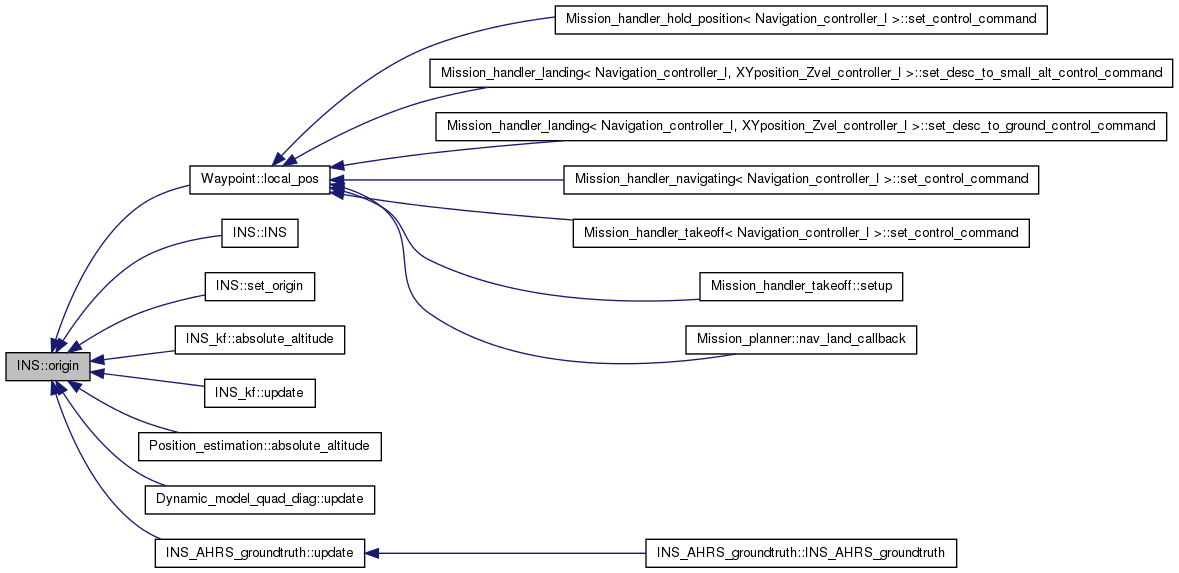 Mission_handler_hold_position< Navigation_controller_I >::set_control_command
Mission_handler_landing< Navigation_controller_I, XYposition_Zvel_controller_I >::set_desc_to_small_alt_control_command
Mission_handler_landing< Navigation_controller_I, XYposition_Zvel_controller_I >::set_desc_to_ground_control_command
Waypoint::local_pos
Mission_handler_navigating< Navigation_controller_I >::set_control_command
INS::INS
Mission_handler_takeoff< Navigation_controller_I >::set_control_command
INS::set_origin
Mission_handler_takeoff::setup
INS_kf::absolute_altitude
Mission_planner::nav_land_callback
INS::origin
INS_kf::update
Position_estimation::absolute_altitude
Dynamic_model_quad_diag::update
INS_AHRS_groundtruth::update
INS_AHRS_groundtruth::INS_AHRS_groundtruth